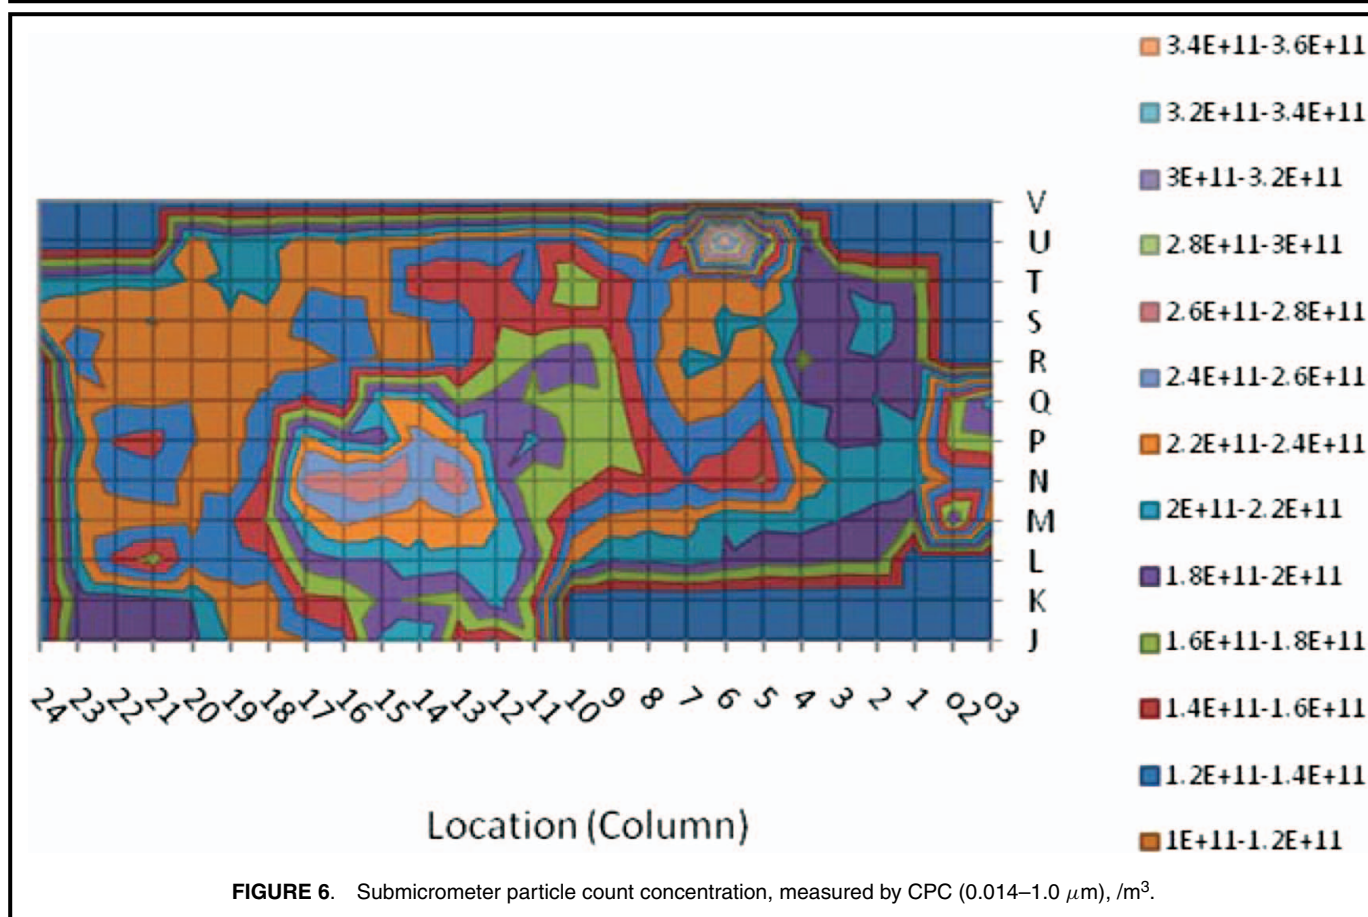 3.4E+11-3.6E+11
3.2E+11-3.4E+11
3E+11-3.2E+11
2.8E+11-3E+11
2.6E+11-2.8E+11
2.4E+11-2.6E+11
2.2E+11-2.4E+11
2E+11-2.2E+11
1.8E+11-2E+11
1.6E+11-1.8E+11
1.4E+11-1.6E+11
1.2E+11-1.4E+11
1E+11-1.2E+11
V
U
T
S
R
Q
P
N
M
L
K
J
24 23 22 21 20 19 18 17 16 15 14 13 12 11 10 9 8 7 6 5 4 3 2 1 02 03
Location (Column)
FIGURE 6. Submicrometer particle count concentration, measured by CPC (0.014–1.0 μm), /m³.